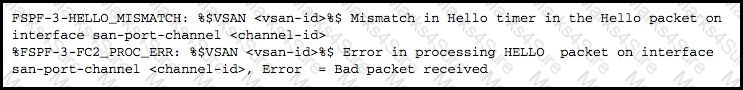 FSPF-3-HELLO_MISMATCH: %$VSAN <vsan-id>%$ Mismatch in Hello timer in the Hello packet on
interface san-port-channel <channel-id>
%FSPF-3-FC2_PROC_ERR: %$VSAN <vsan-id>%$ Error in processing HELLO packet on interface
san-port-channel <channel-id>, Error = Bad packet received